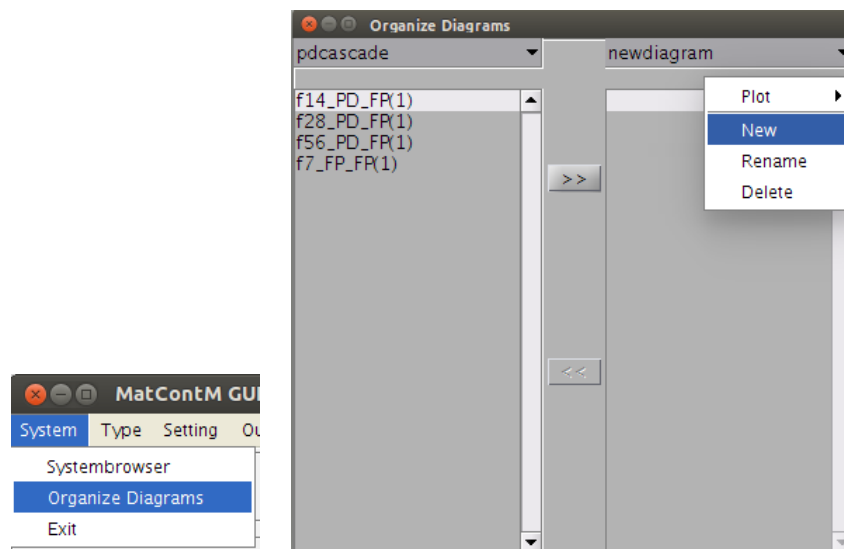 Organize Diagrams
pdcascade
newdiagram
f14_PD_FP(1)
f28_PD_FP(1)
f56_PD_FP(1)
f7_FP_FP(1)
Plot
New
Rename
Delete
>>
<<
MatContM GUI
System Type Setting Ou
Systembrowser
Organize Diagrams
Exit